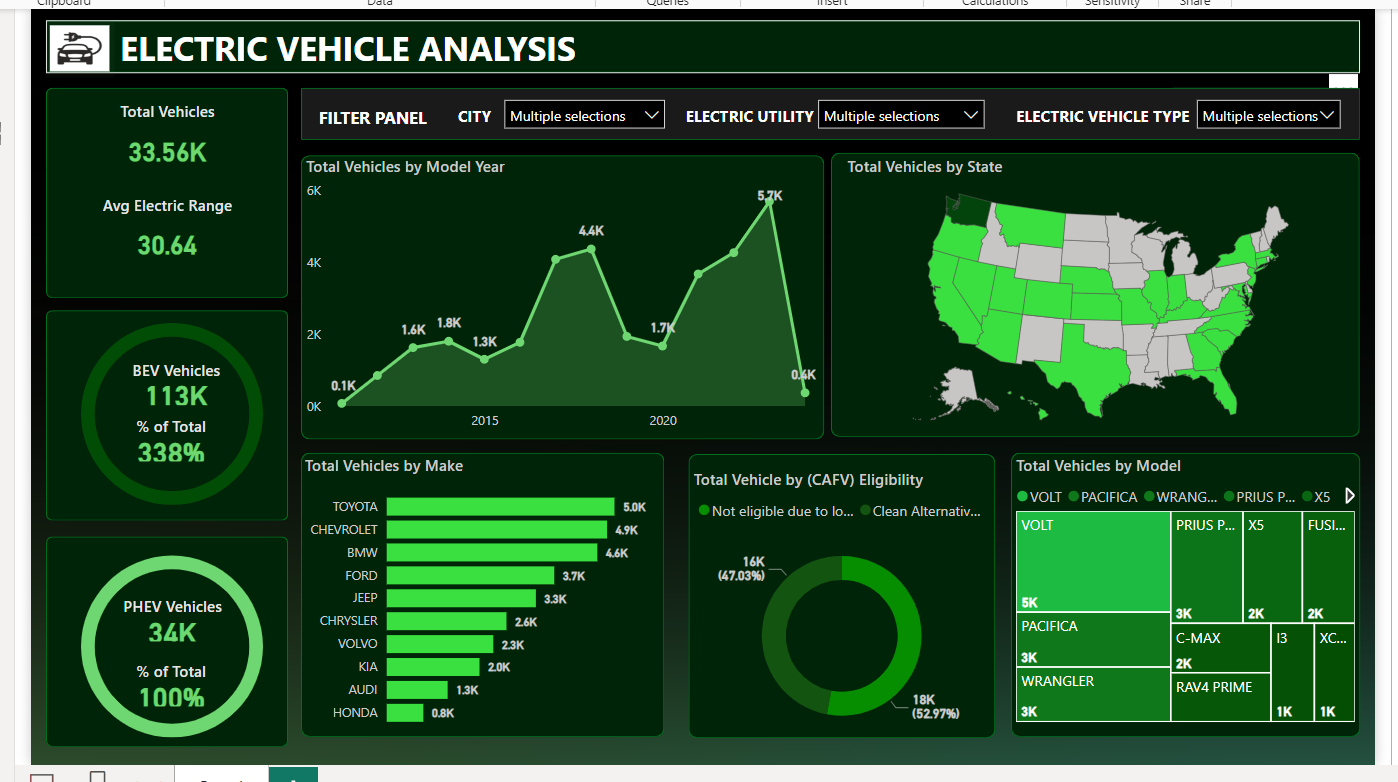 Clipboard
Data
Queries
Insert
Calculations
Sensitivity
Share
ELECTRIC VEHICLE ANALYSIS
Total Vehicles
33.56K
Avg Electric Range
30.64
FILTER PANEL
CITY
Multiple selections
ELECTRIC UTILITY
Multiple selections
ELECTRIC VEHICLE TYPE
Multiple selections
Total Vehicles by Model Year
6K
4K
2K
0K
0.1K
1.6K
1.8K
1.3K
4.4K
1.7K
5.7K
0.4K
2015
2020
Total Vehicles by State
BEV Vehicles
113K
% of Total
338%
PHEV Vehicles
34K
% of Total
100%
Total Vehicles by Make
TOYOTA 5.0K
CHEVROLET 4.9K
BMW 4.6K
FORD 3.7K
JEEP 3.3K
CHRYSLER 2.6K
VOLVO 2.3K
KIA 2.0K
AUDI 1.3K
HONDA 0.8K
Total Vehicle by (CAFV) Eligibility
Not eligible due to lo... Clean Alternativ...
16K
(47.03%)
18K
(52.97%)
Total Vehicles by Model
VOLT PACIFICA WRANG... PRIUS P... X5
VOLT
5K
PACIFICA
3K
WRANGLER
3K
PRIUS P...
3K
X5
2K
FUSI...
2K
C-MAX
2K
RAV4 PRIME
I3
1K
XC...
1K